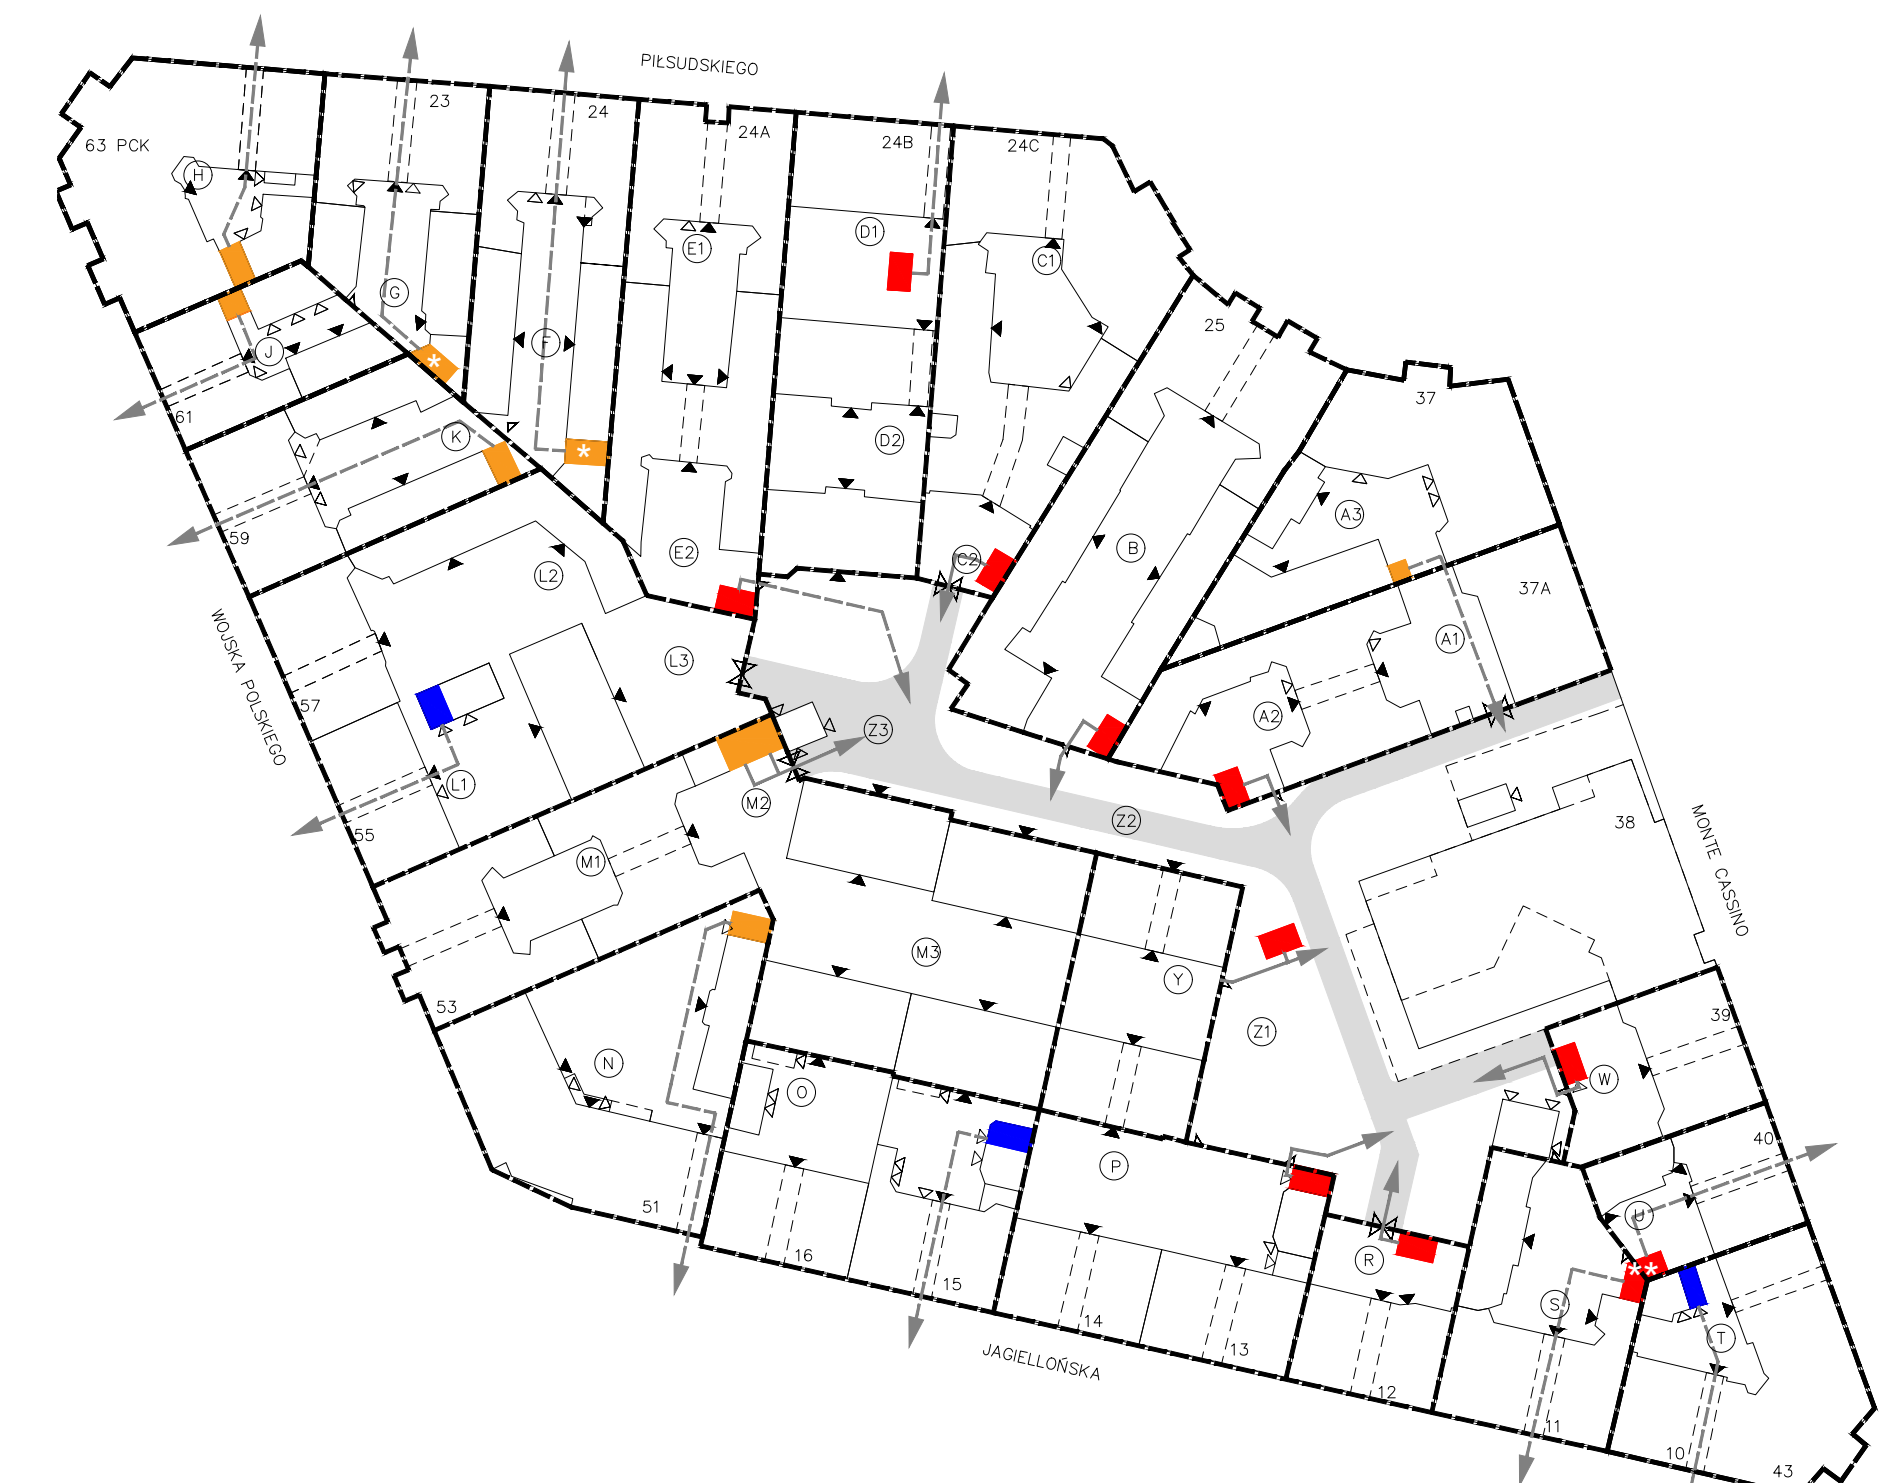 PIŁSUDSKIEGO
23
24
24A
24B
24C
63 PCK
H
D1
E1
C1
G
25
F
J
37
61
K
D2
A3
59
B
E2
C2
L2
37A
A1
WOJSKA POLSKIEGO
L3
57
A2
Z3
L1
M2
MONTE CASSINO
55
Z2
38
M1
M3
Y
53
39
Z1
N
W
O
40
P
51
U
16
R
15
**
S
14
T
13
JAGIELLOŃSKA
12
11
10
43
*
*